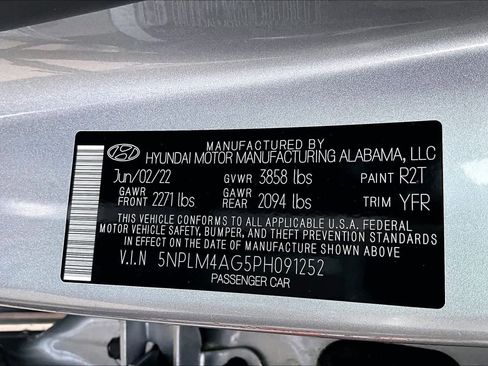 MANUFACTURED BY
HYUNDAI MOTOR MANUFACTURING ALABAMA, LLC
Jun/02/22 GVWR 3858 lbs PAINT R2T
GAWR FRONT 2271 lbs GAWR REAR 2094 lbs TRIM YFR
THIS VEHICLE CONFORMS TO ALL APPLICABLE U.S.A. FEDERAL
MOTOR VEHICLE SAFETY, BUMPER, AND THEFT PREVENTION STANDARDS
IN EFFECT ON THE DATE OF MANUFACTURE SHOWN ABOVE
V.I.N 5NPLM4AG5PH091252
PASSENGER CAR